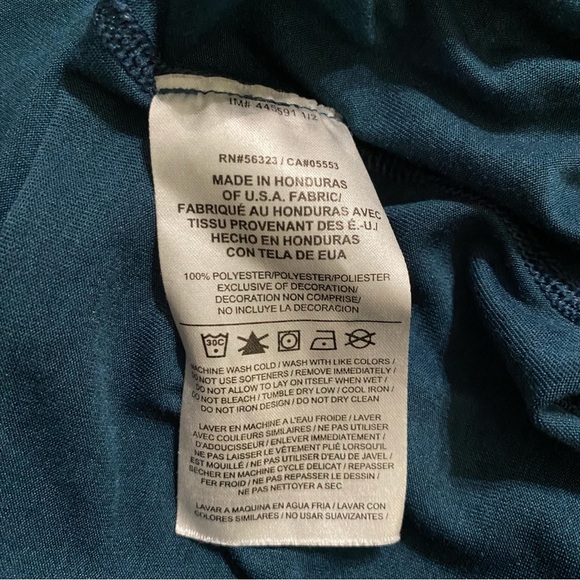 IM# 445591 1/2
RN#56323 / CA#05553
MADE IN HONDURAS
OF U.S.A. FABRIC/
FABRIQUÉ AU HONDURAS AVEC
TISSU PROVENANT DES É.-U./
HECHO EN HONDURAS
CON TELA DE EUA
100% POLYESTER/POLYESTER/POLIESTER
EXCLUSIVE OF DECORATION/
DECORATION NON COMPRISE/
NO INCLUYE LA DECORACION
30C
MACHINE WASH COLD / WASH WITH LIKE COLORS /
DO NOT USE SOFTENERS / REMOVE IMMEDIATELY /
DO NOT ALLOW TO LAY ON ITSELF WHEN WET /
DO NOT BLEACH / TUMBLE DRY LOW / COOL IRON /
DO NOT IRON DESIGN / DO NOT DRY CLEAN
LAVER EN MACHINE A L'EAU FROIDE / LAVER
AVEC COULEURS SIMILAIRES / NE PAS UTILISER
D'ADOUCISSEUR / ENLEVER IMMEDIATEMENT /
NE PAS LAISSER LE VÊTEMENT PLIÉ LORSQU'IL
EST MOUILLÉ / NE PAS UTILISER D'EAU DE JAVEL /
SÉCHER EN MACHINE CYCLE DELICAT / REPASSER
FER FROID / NE PAS REPASSER LE DESSIN /
NE PAS NETTOYER A SEC
LAVAR A MAQUINA EN AGUA FRIA / LAVAR CON
COLORES SIMILARES / NO USAR SUAVIZANTES /